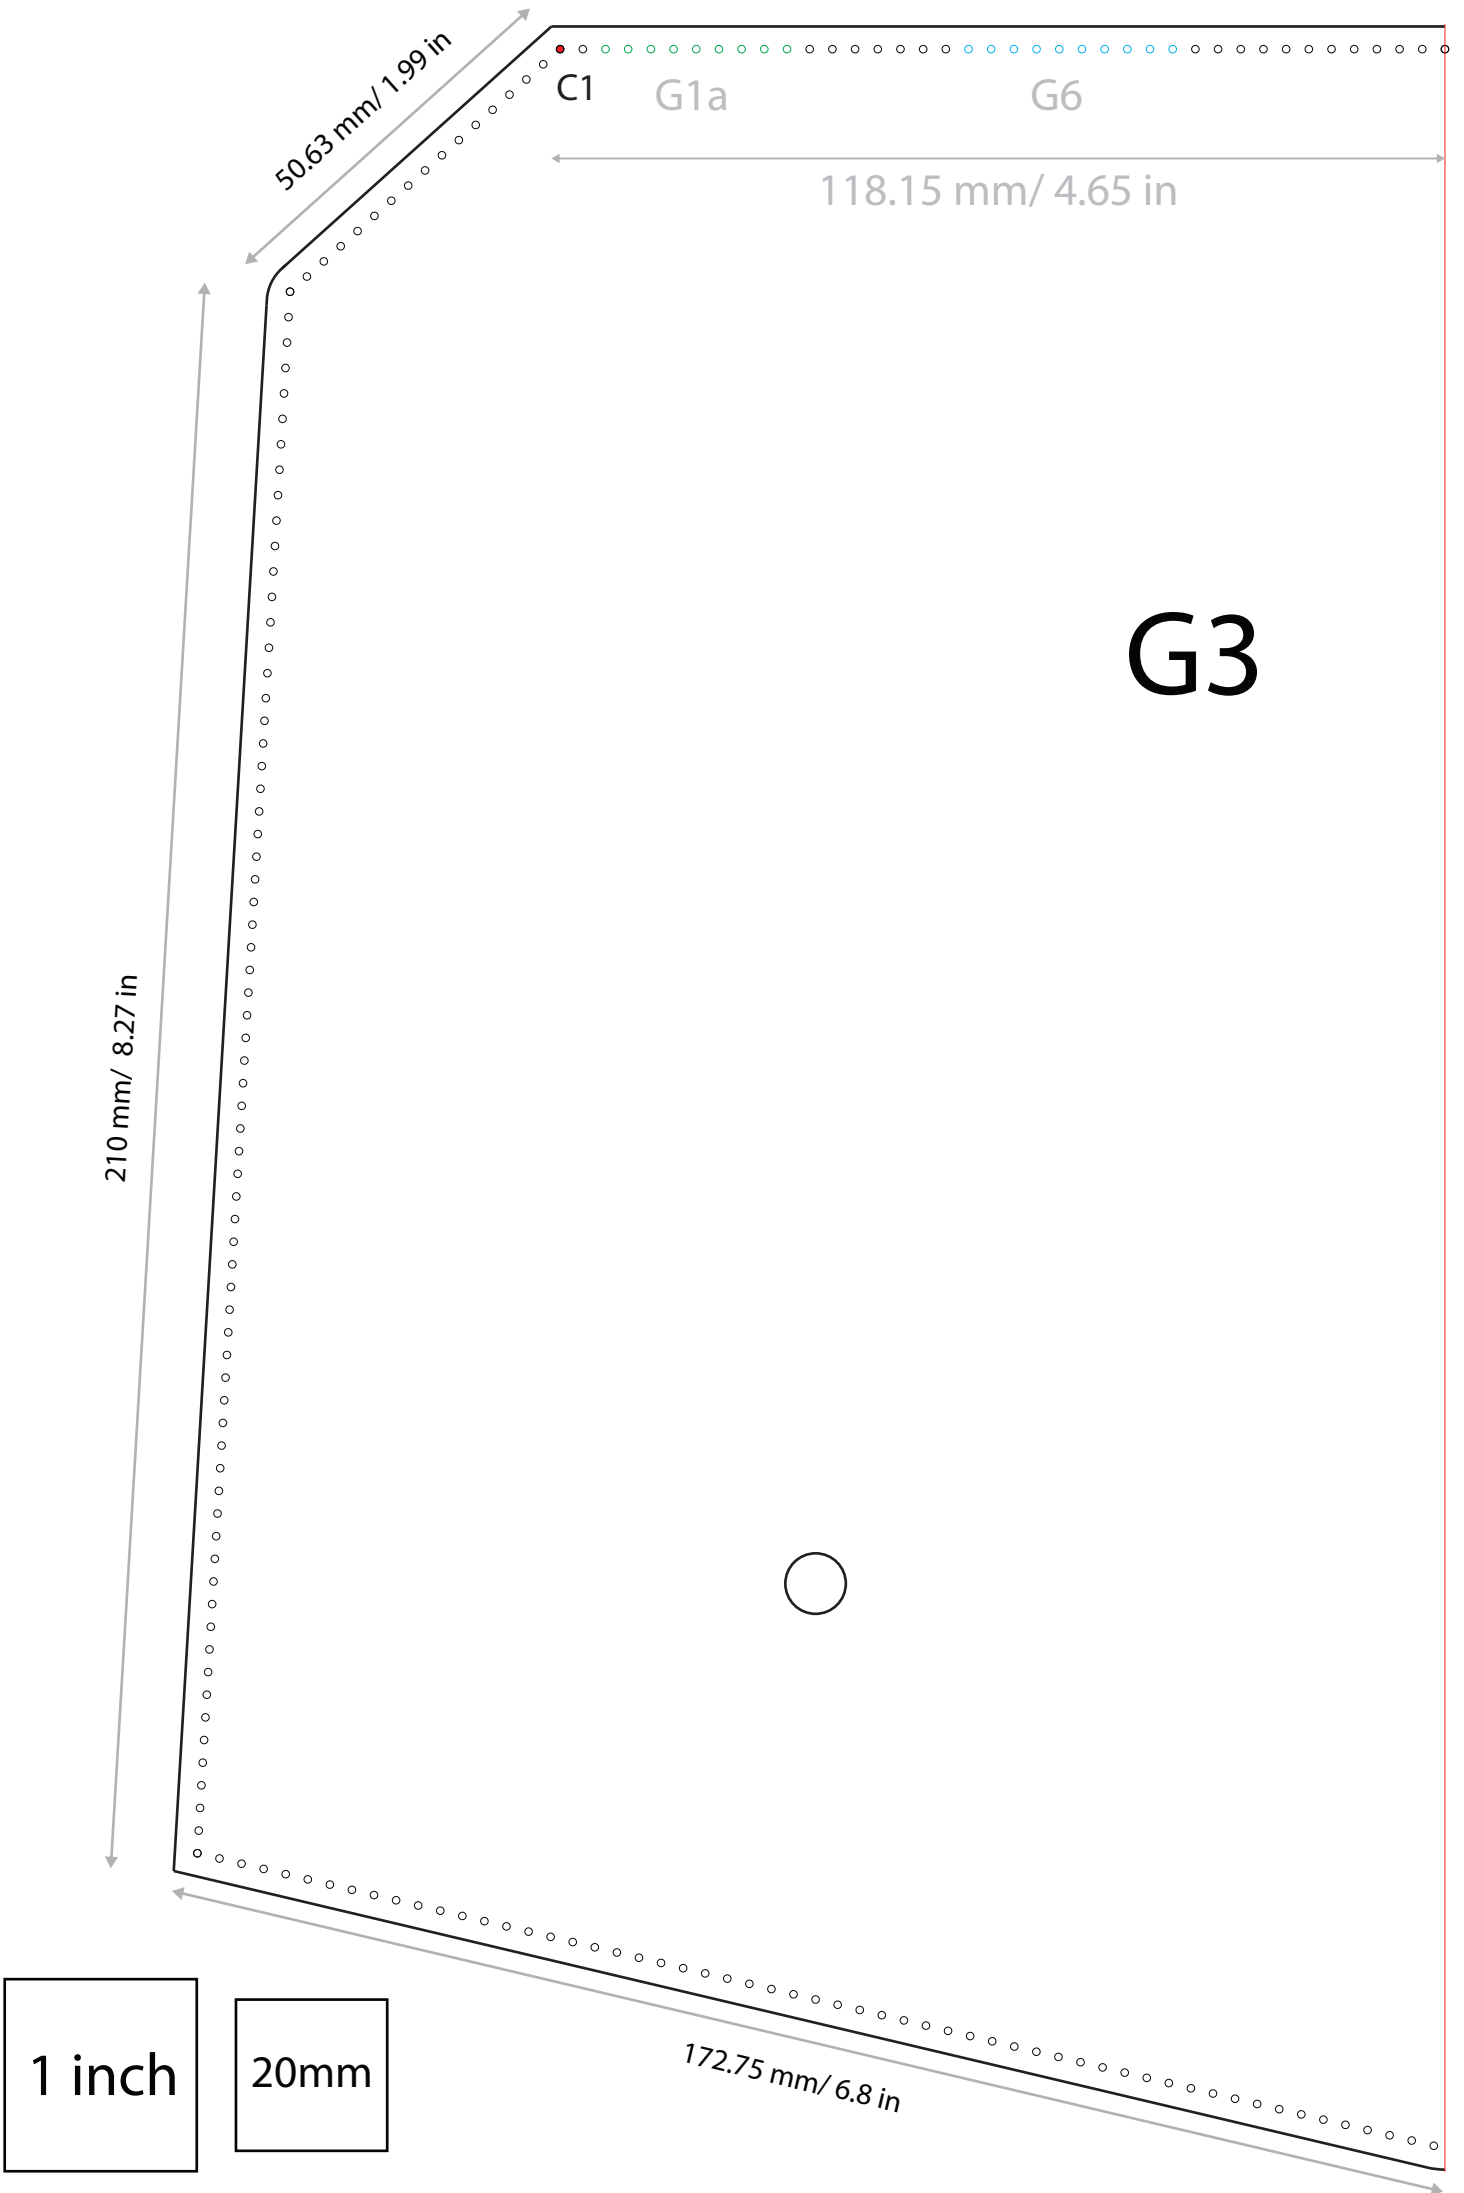 50.63 mm/ 1.99 in
C1
G1a
G6
118.15 mm/ 4.65 in
G3
210 mm/ 8.27 in
1 inch
20mm
172.75 mm/ 6.8 in